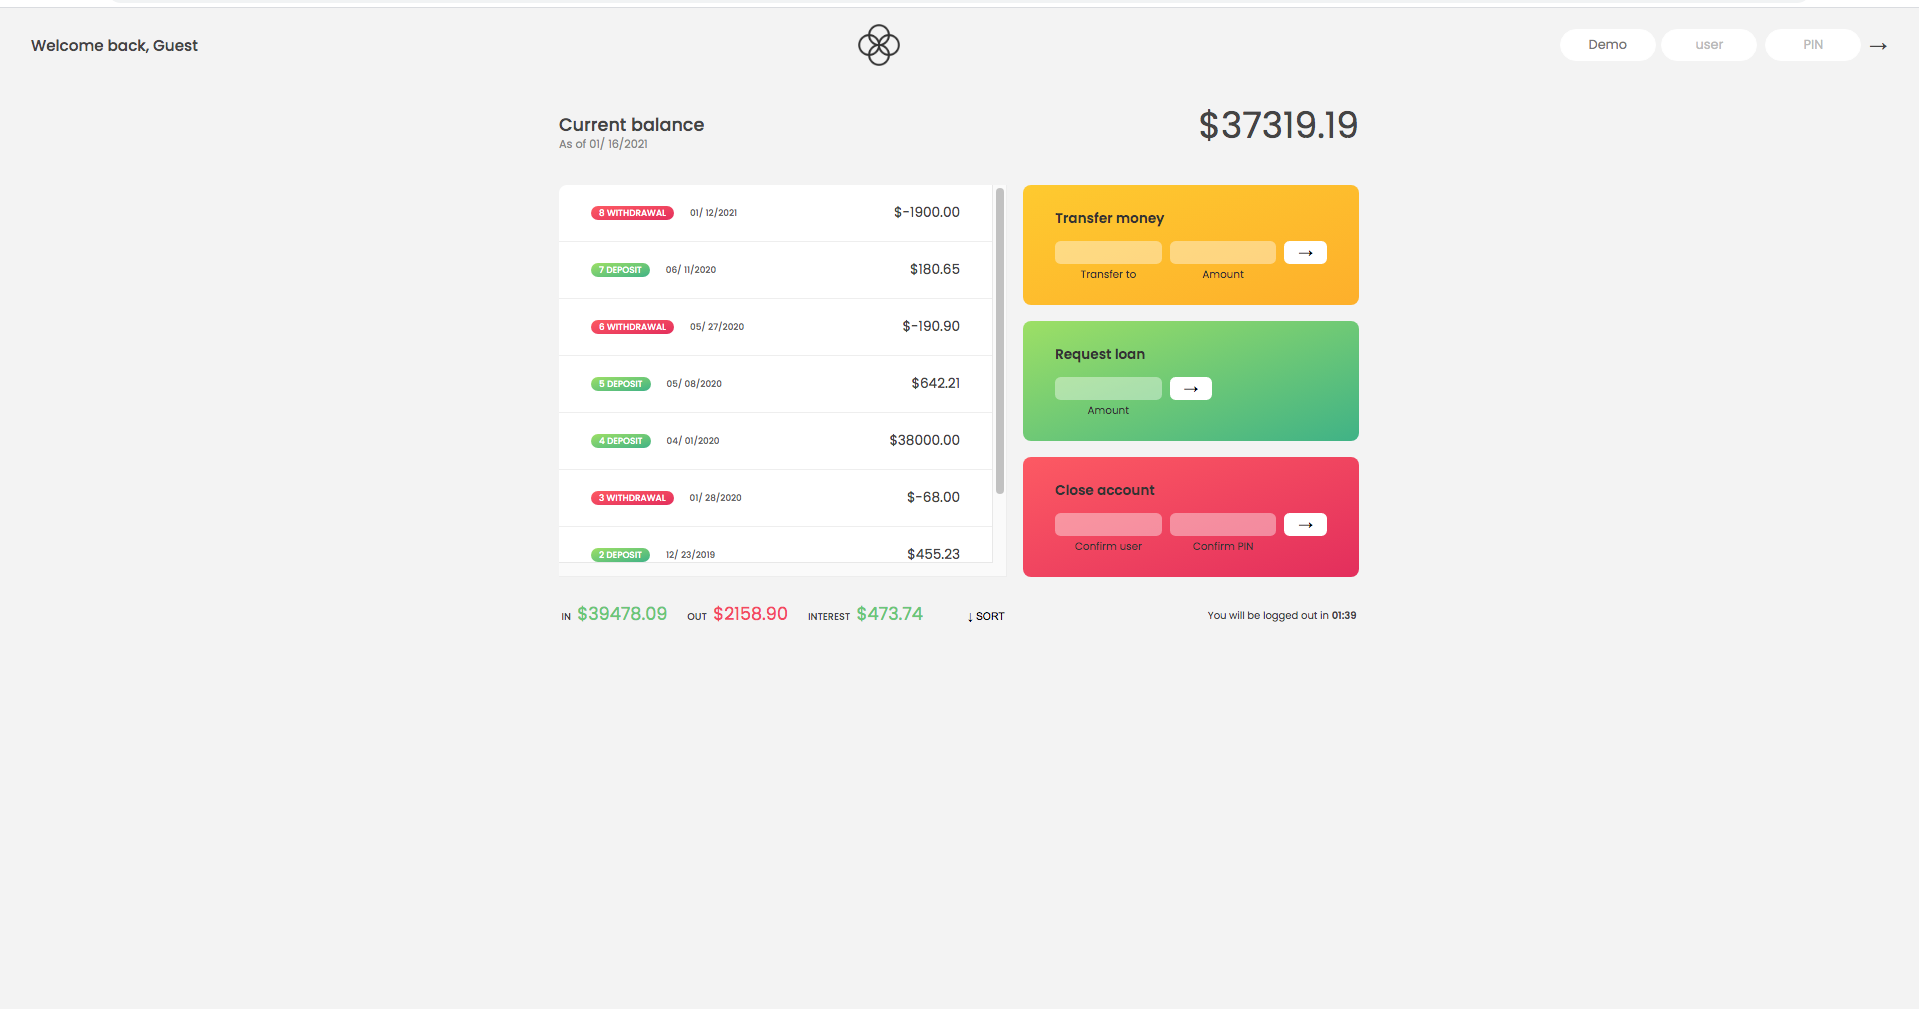 Welcome back, Guest
Demo
user
PIN
→
Current balance
As of 01/ 16/2021
$37319.19
8 WITHDRAWAL 01/ 12/2021 $-1900.00
7 DEPOSIT 06/ 11/2020 $180.65
6 WITHDRAWAL 05/ 27/2020 $-190.90
5 DEPOSIT 05/ 08/2020 $642.21
4 DEPOSIT 04/ 01/2020 $38000.00
3 WITHDRAWAL 01/ 28/2020 $-68.00
2 DEPOSIT 12/ 23/2019 $455.23
Transfer money
→
Transfer to Amount
Request loan
→
Amount
Close account
→
Confirm user Confirm PIN
IN $39478.09 OUT $2158.90 INTEREST $473.74 ↓ SORT
You will be logged out in 01:39